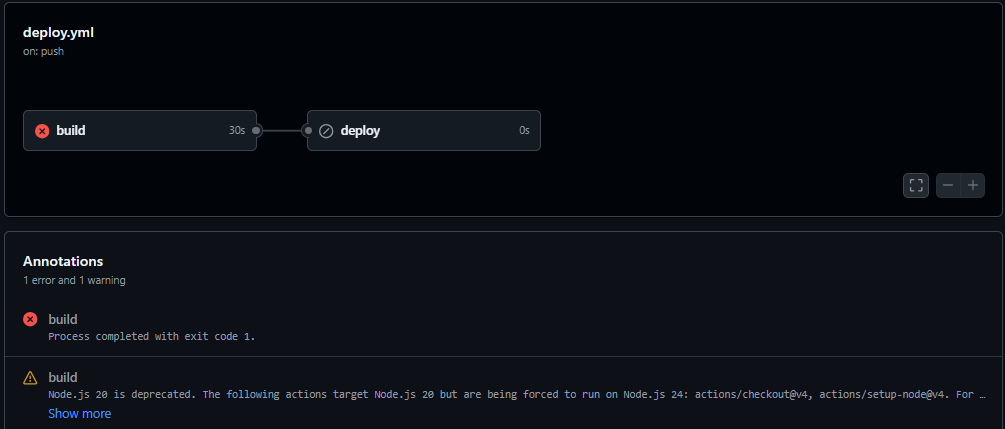 deploy.yml
on: push
build 30s
deploy 0s
Annotations
1 error and 1 warning
build
Process completed with exit code 1.
build
Node.js 20 is deprecated. The following actions target Node.js 20 but are being forced to run on Node.js 24: actions/checkout@v4, actions/setup-node@v4. For …
Show more